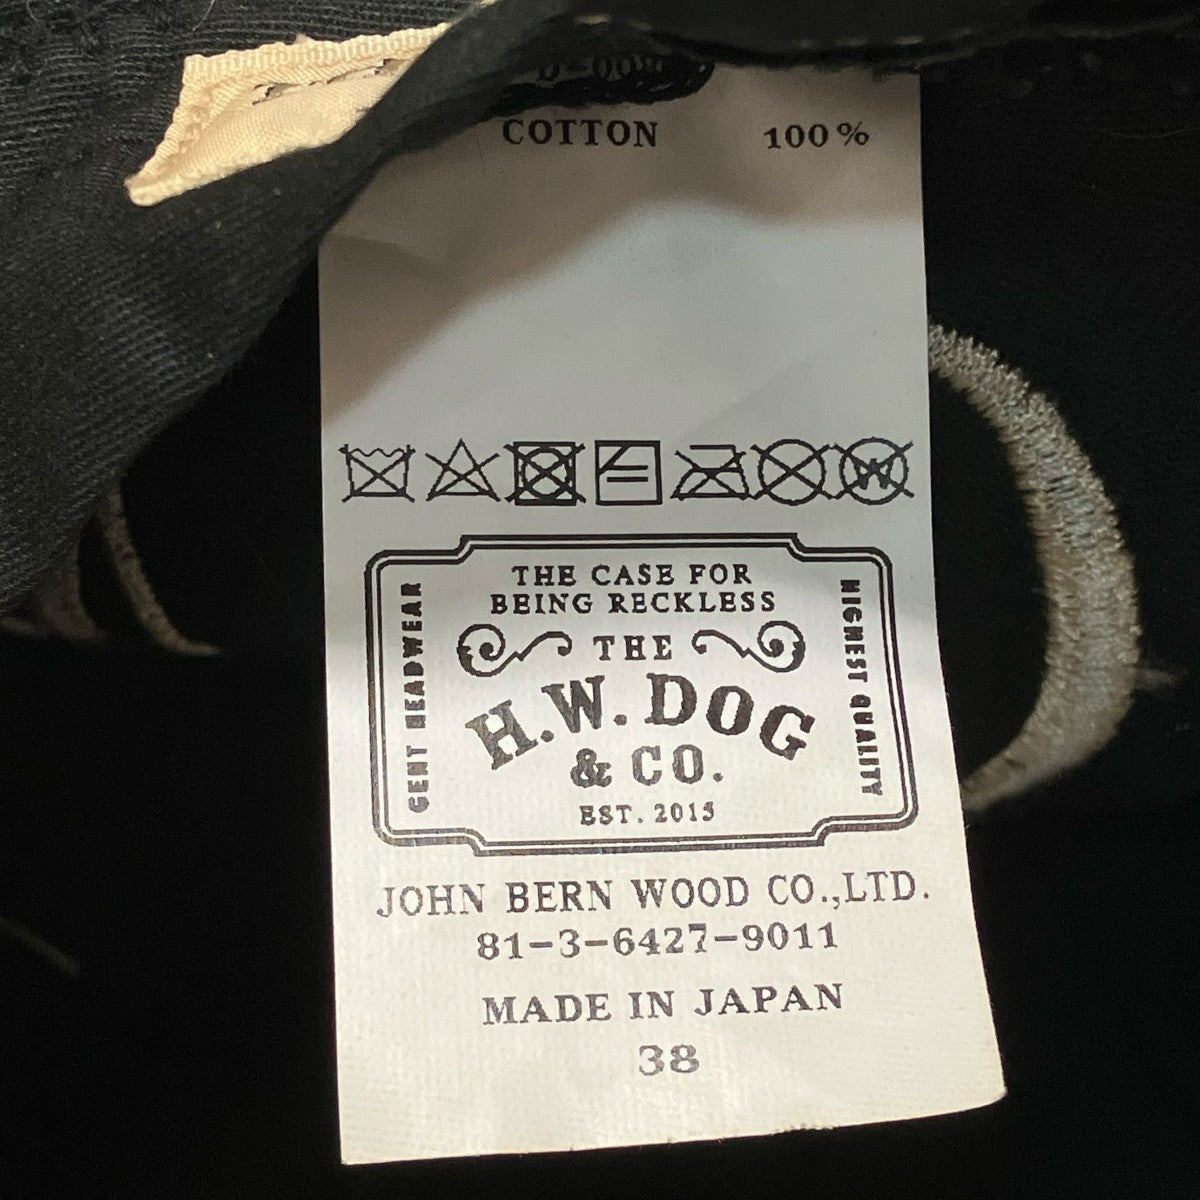 D-009
COTTON 100%
THE CASE FOR
BEING RECKLESS
GENT HEADWEAR
THE
H.W.DOG
& CO.
EST. 2015
HIGHEST QUALITY
JOHN BERN WOOD CO.,LTD.
81-3-6427-9011
MADE IN JAPAN
38